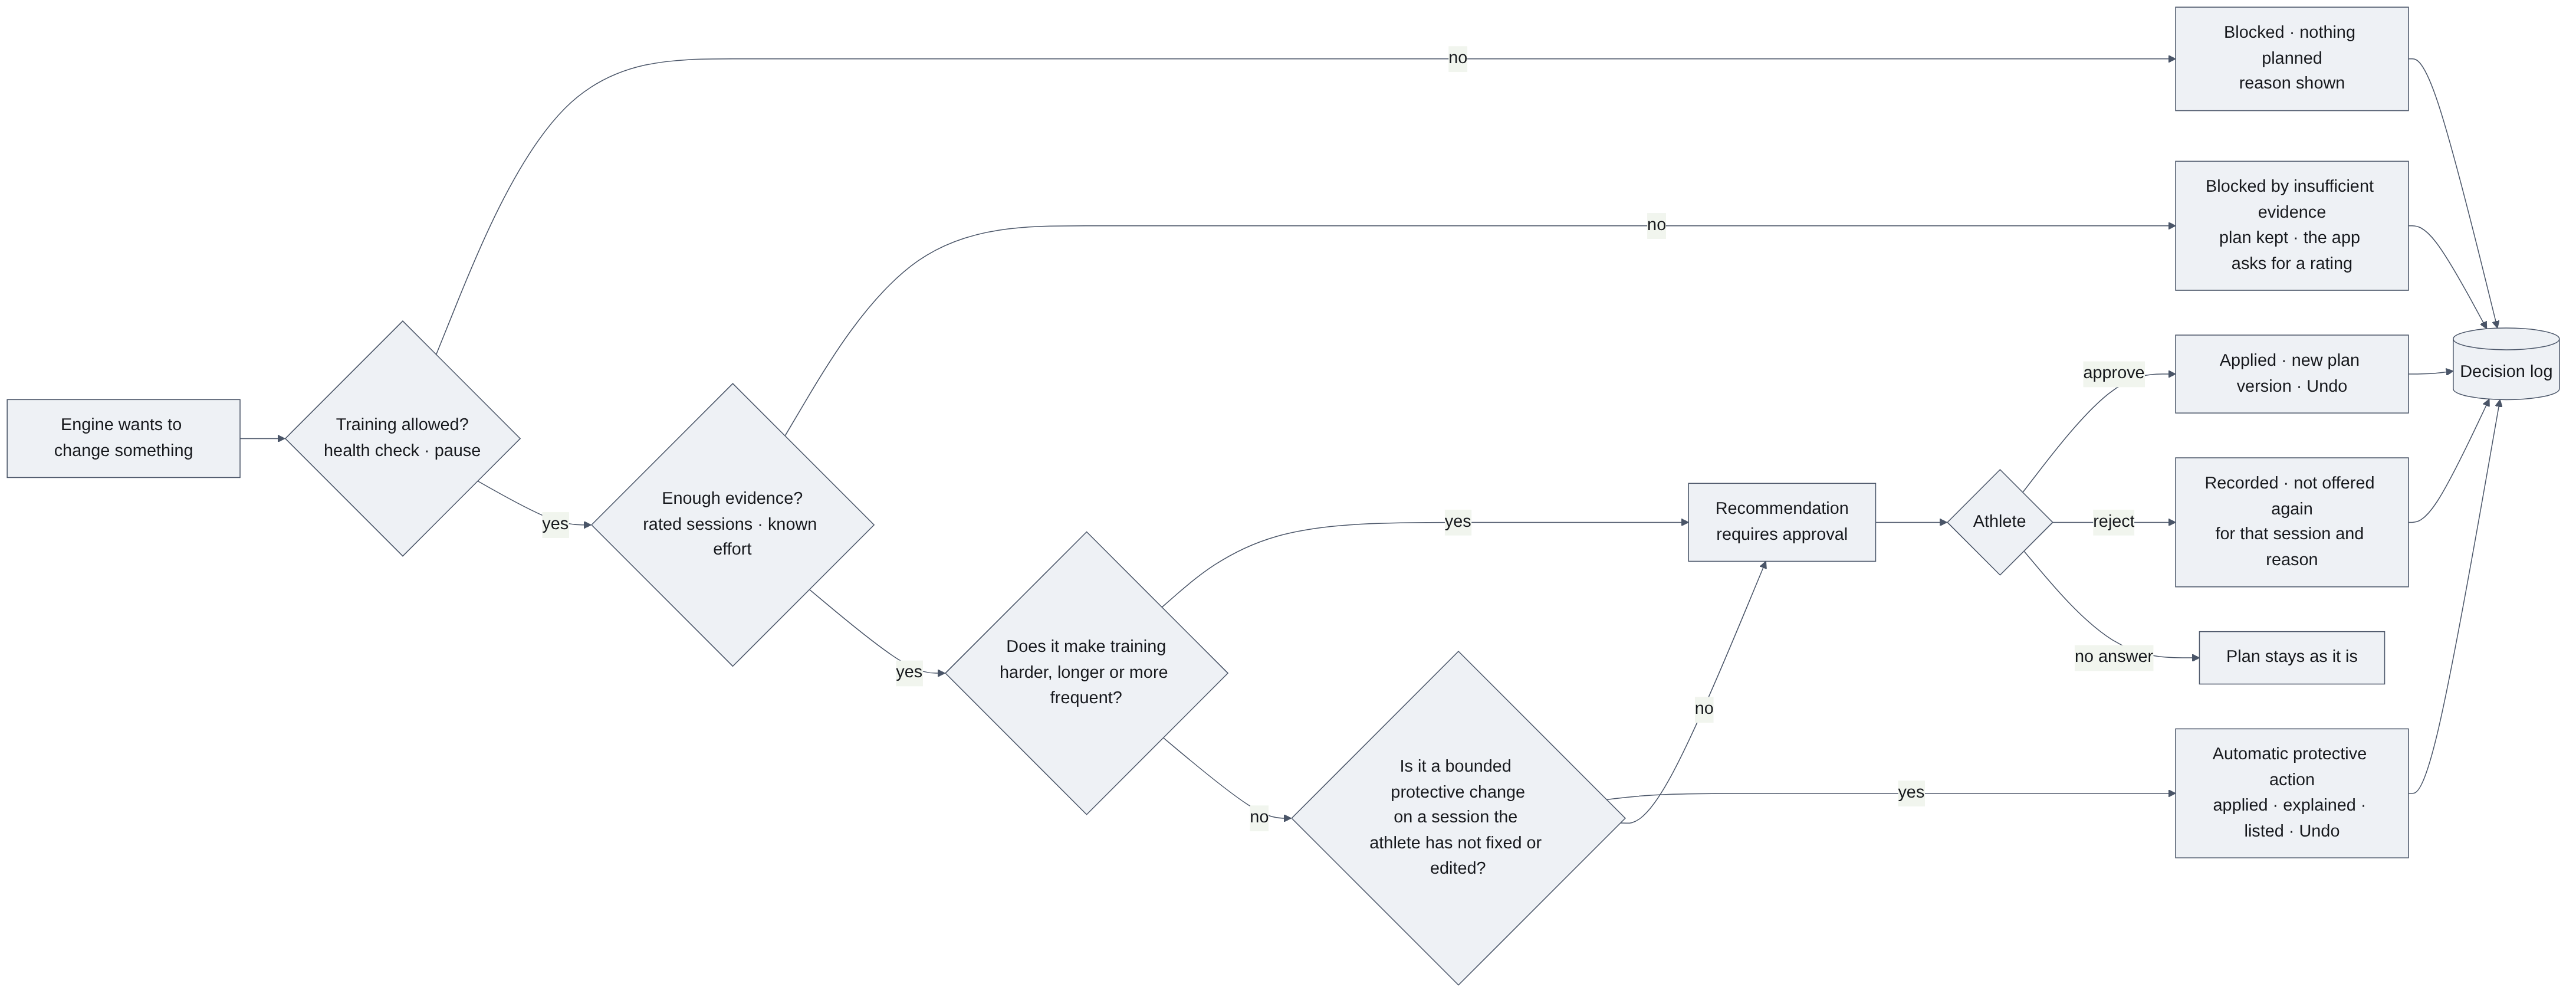 Engine wants to
change something
Training allowed?
health check · pause
no
yes
Enough evidence?
rated sessions · known
effort
no
yes
Does it make training
harder, longer or more
frequent?
yes
no
Is it a bounded
protective change
on a session the
athlete has not fixed or
edited?
no
yes
Recommendation
requires approval
Athlete
approve
reject
no answer
Blocked · nothing
planned
reason shown
Blocked by insufficient
evidence
plan kept · the app
asks for a rating
Applied · new plan
version · Undo
Recorded · not offered
again
for that session and
reason
Plan stays as it is
Automatic protective
action
applied · explained ·
listed · Undo
Decision log